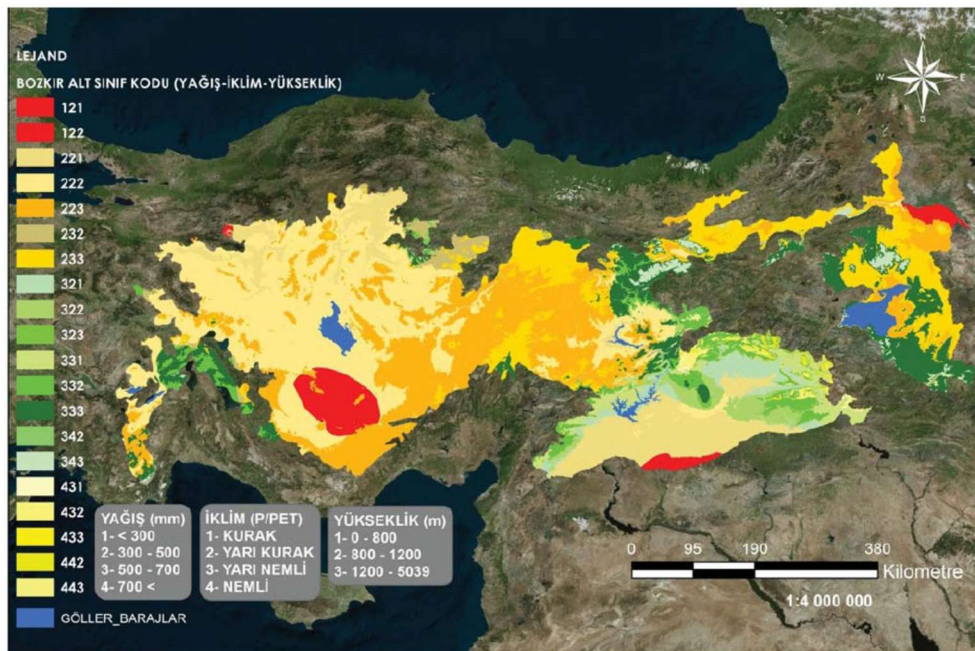 LEJAND
BOZKIR ALT SINIF KODU (YAĞIŞ-İKLİM-YÜKSEKLİK)
121
122
221
222
223
232
233
321
322
323
331
332
333
342
343
431
432
433
442
443
GÖLLER_BARAJLAR
YAĞIŞ (mm)
1- < 300
2- 300 - 500
3- 500 - 700
4- 700 <
İKLİM (P/PET)
1- KURAK
2- YARI KURAK
3- YARI NEMLİ
4- NEMLİ
YÜKSEKLİK (m)
1- 0 - 800
2- 800 - 1200
3- 1200 - 5039
N
W E
S
0 95 190 380
Kilometre
1:4 000 000